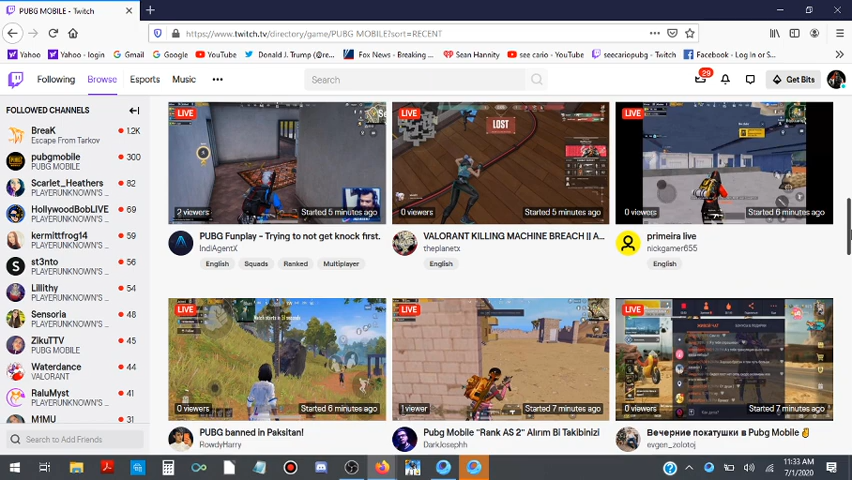 PUBG MOBILE - Twitch
https://www.twitch.tv/directory/game/PUBG MOBILE?sort=RECENT
Yahoo Yahoo - login Gmail Google YouTube Donald J. Trump (@re... Fox News - Breaking ... Sean Hannity see cario - YouTube seecariopubg - Twitch Facebook - Log In or S...
Following Browse Esports Music Search 29 Get Bits
FOLLOWED CHANNELS
BreaK 1.2K
Escape From Tarkov
pubgmobile 300
PUBG MOBILE
Scarlet_Heathers 82
PLAYERUNKNOWN'S ...
HollywoodBobLIVE 69
PLAYERUNKNOWN'S ...
kermittfrog14 59
PLAYERUNKNOWN'S ...
st3nto 56
PLAYERUNKNOWN'S ...
Lillithy 54
PLAYERUNKNOWN'S ...
Sensoria 48
PLAYERUNKNOWN'S ...
ZikuTTV 45
PUBG MOBILE
Waterdance 44
VALORANT
RaluMyst 41
PLAYERUNKNOWN'S ...
M1MU 31
Search to Add Friends
LIVE
2 viewers Started 5 minutes ago
PUBG Funplay - Trying to not get knock first.
IndiAgentX
English Squads Ranked Multiplayer
LIVE
LOST
0 viewers Started 5 minutes ago
VALORANT KILLING MACHINE BREACH || A...
theplanetx
English
LIVE
0 viewers Started 6 minutes ago
primeira live
nickgamer655
English
LIVE
0 viewers Started 6 minutes ago
PUBG banned in Paksitan!
RowdyHarry
LIVE
1 viewer Started 7 minutes ago
Pubg Mobile "Rank AS 2" Alırım Bi Takibinizi
DarkJosephh
LIVE
0 viewers Started 7 minutes ago
Вечерние покатушки в Pubg Mobile ✌
evgon_zolotoj
11:33 AM
7/1/2020